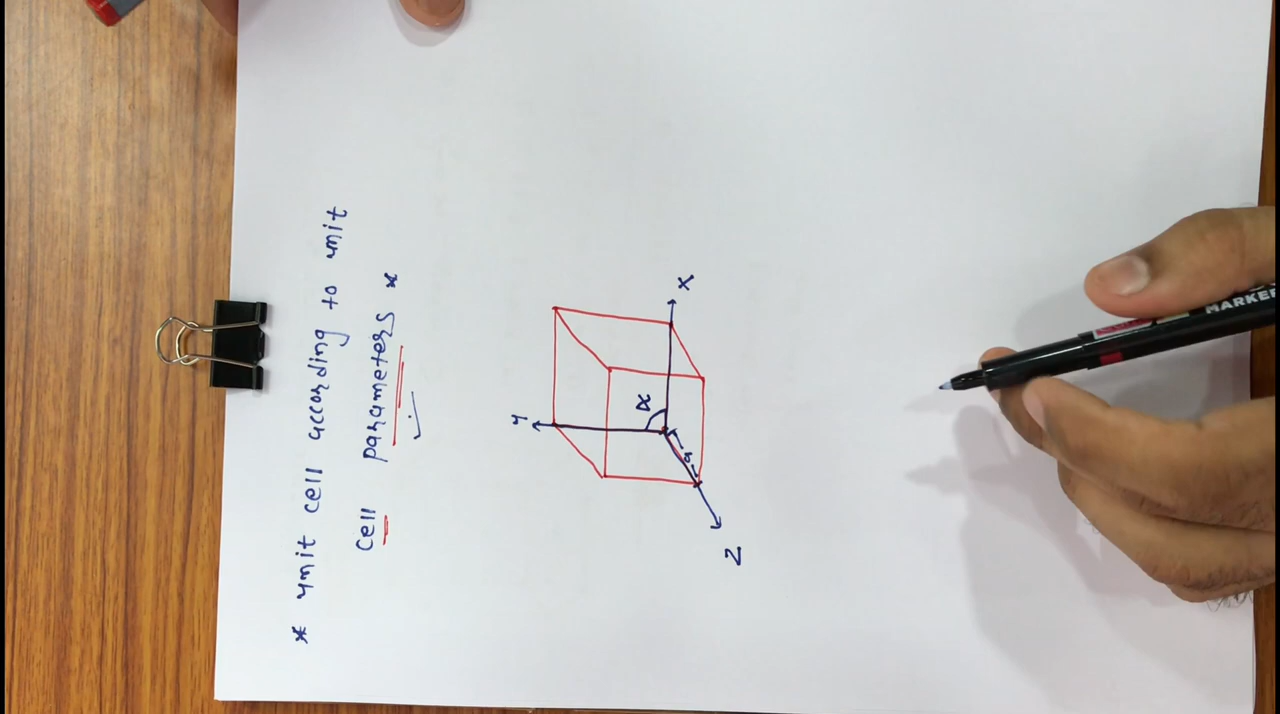 * unit cell according to unit
cell parameters *
y
α
x
a
z
MARKER